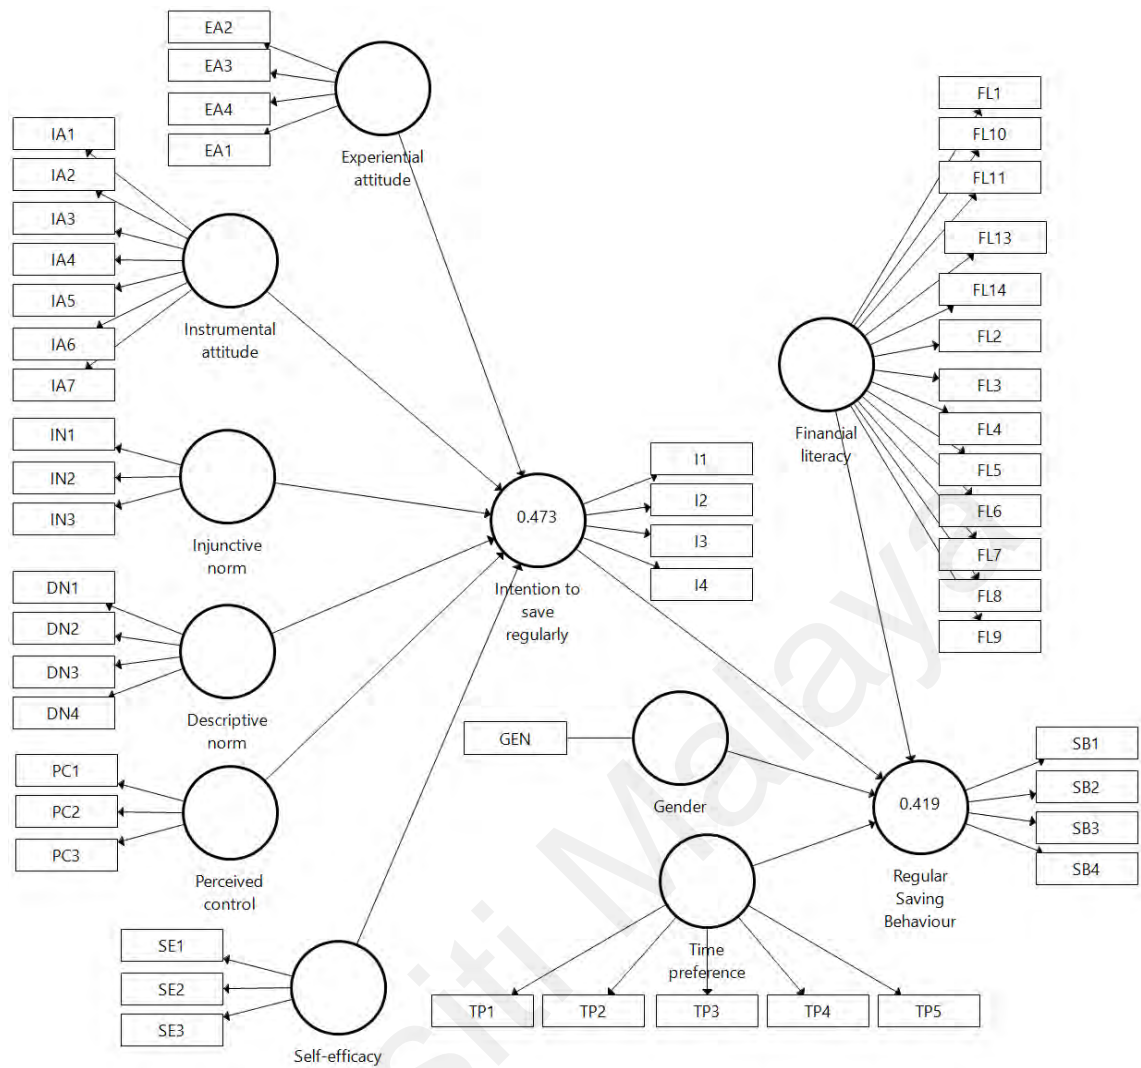 EA2
EA3
EA4
EA1
Experiential
attitude
IA1
IA2
IA3
IA4
IA5
IA6
IA7
Instrumental
attitude
IN1
IN2
IN3
Injunctive
norm
DN1
DN2
DN3
DN4
Descriptive
norm
PC1
PC2
PC3
Perceived
control
SE1
SE2
SE3
Self-efficacy
0.473
Intention to
save
regularly
I1
I2
I3
I4
FL1
FL10
FL11
FL13
FL14
FL2
FL3
FL4
FL5
FL6
FL7
FL8
FL9
Financial
literacy
GEN
Gender
Time
preference
TP1
TP2
TP3
TP4
TP5
0.419
Regular
Saving
Behaviour
SB1
SB2
SB3
SB4
siti Malaya